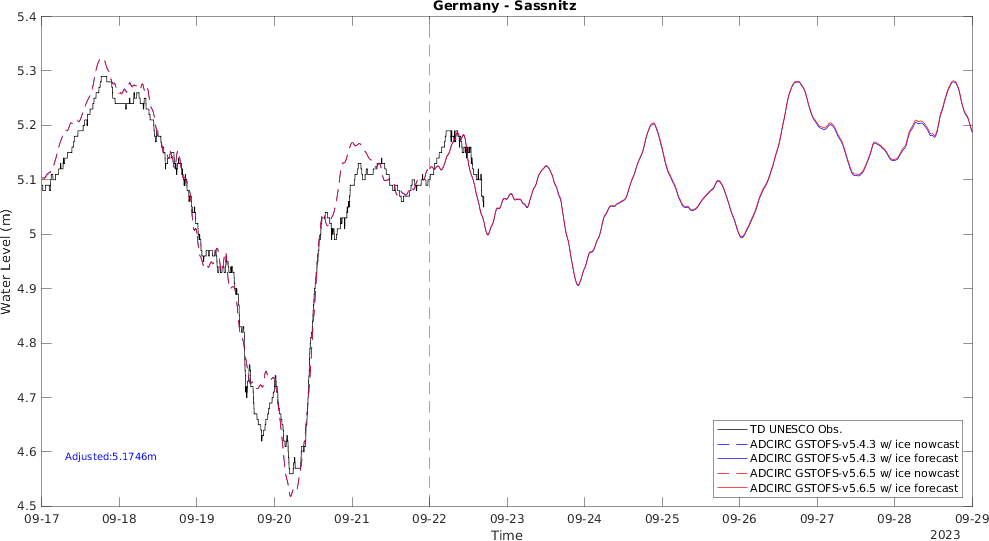 Germany - Sassnitz
5.4
5.3
5.2
5.1
5
4.9
4.8
4.7
4.6
4.5
Water Level (m)
Adjusted:5.1746m
TD UNESCO Obs.
ADCIRC GSTOFS-v5.4.3 w/ ice nowcast
ADCIRC GSTOFS-v5.4.3 w/ ice forecast
ADCIRC GSTOFS-v5.6.5 w/ ice nowcast
ADCIRC GSTOFS-v5.6.5 w/ ice forecast
09-17 09-18 09-19 09-20 09-21 09-22 09-23 09-24 09-25 09-26 09-27 09-28 09-29
Time
2023